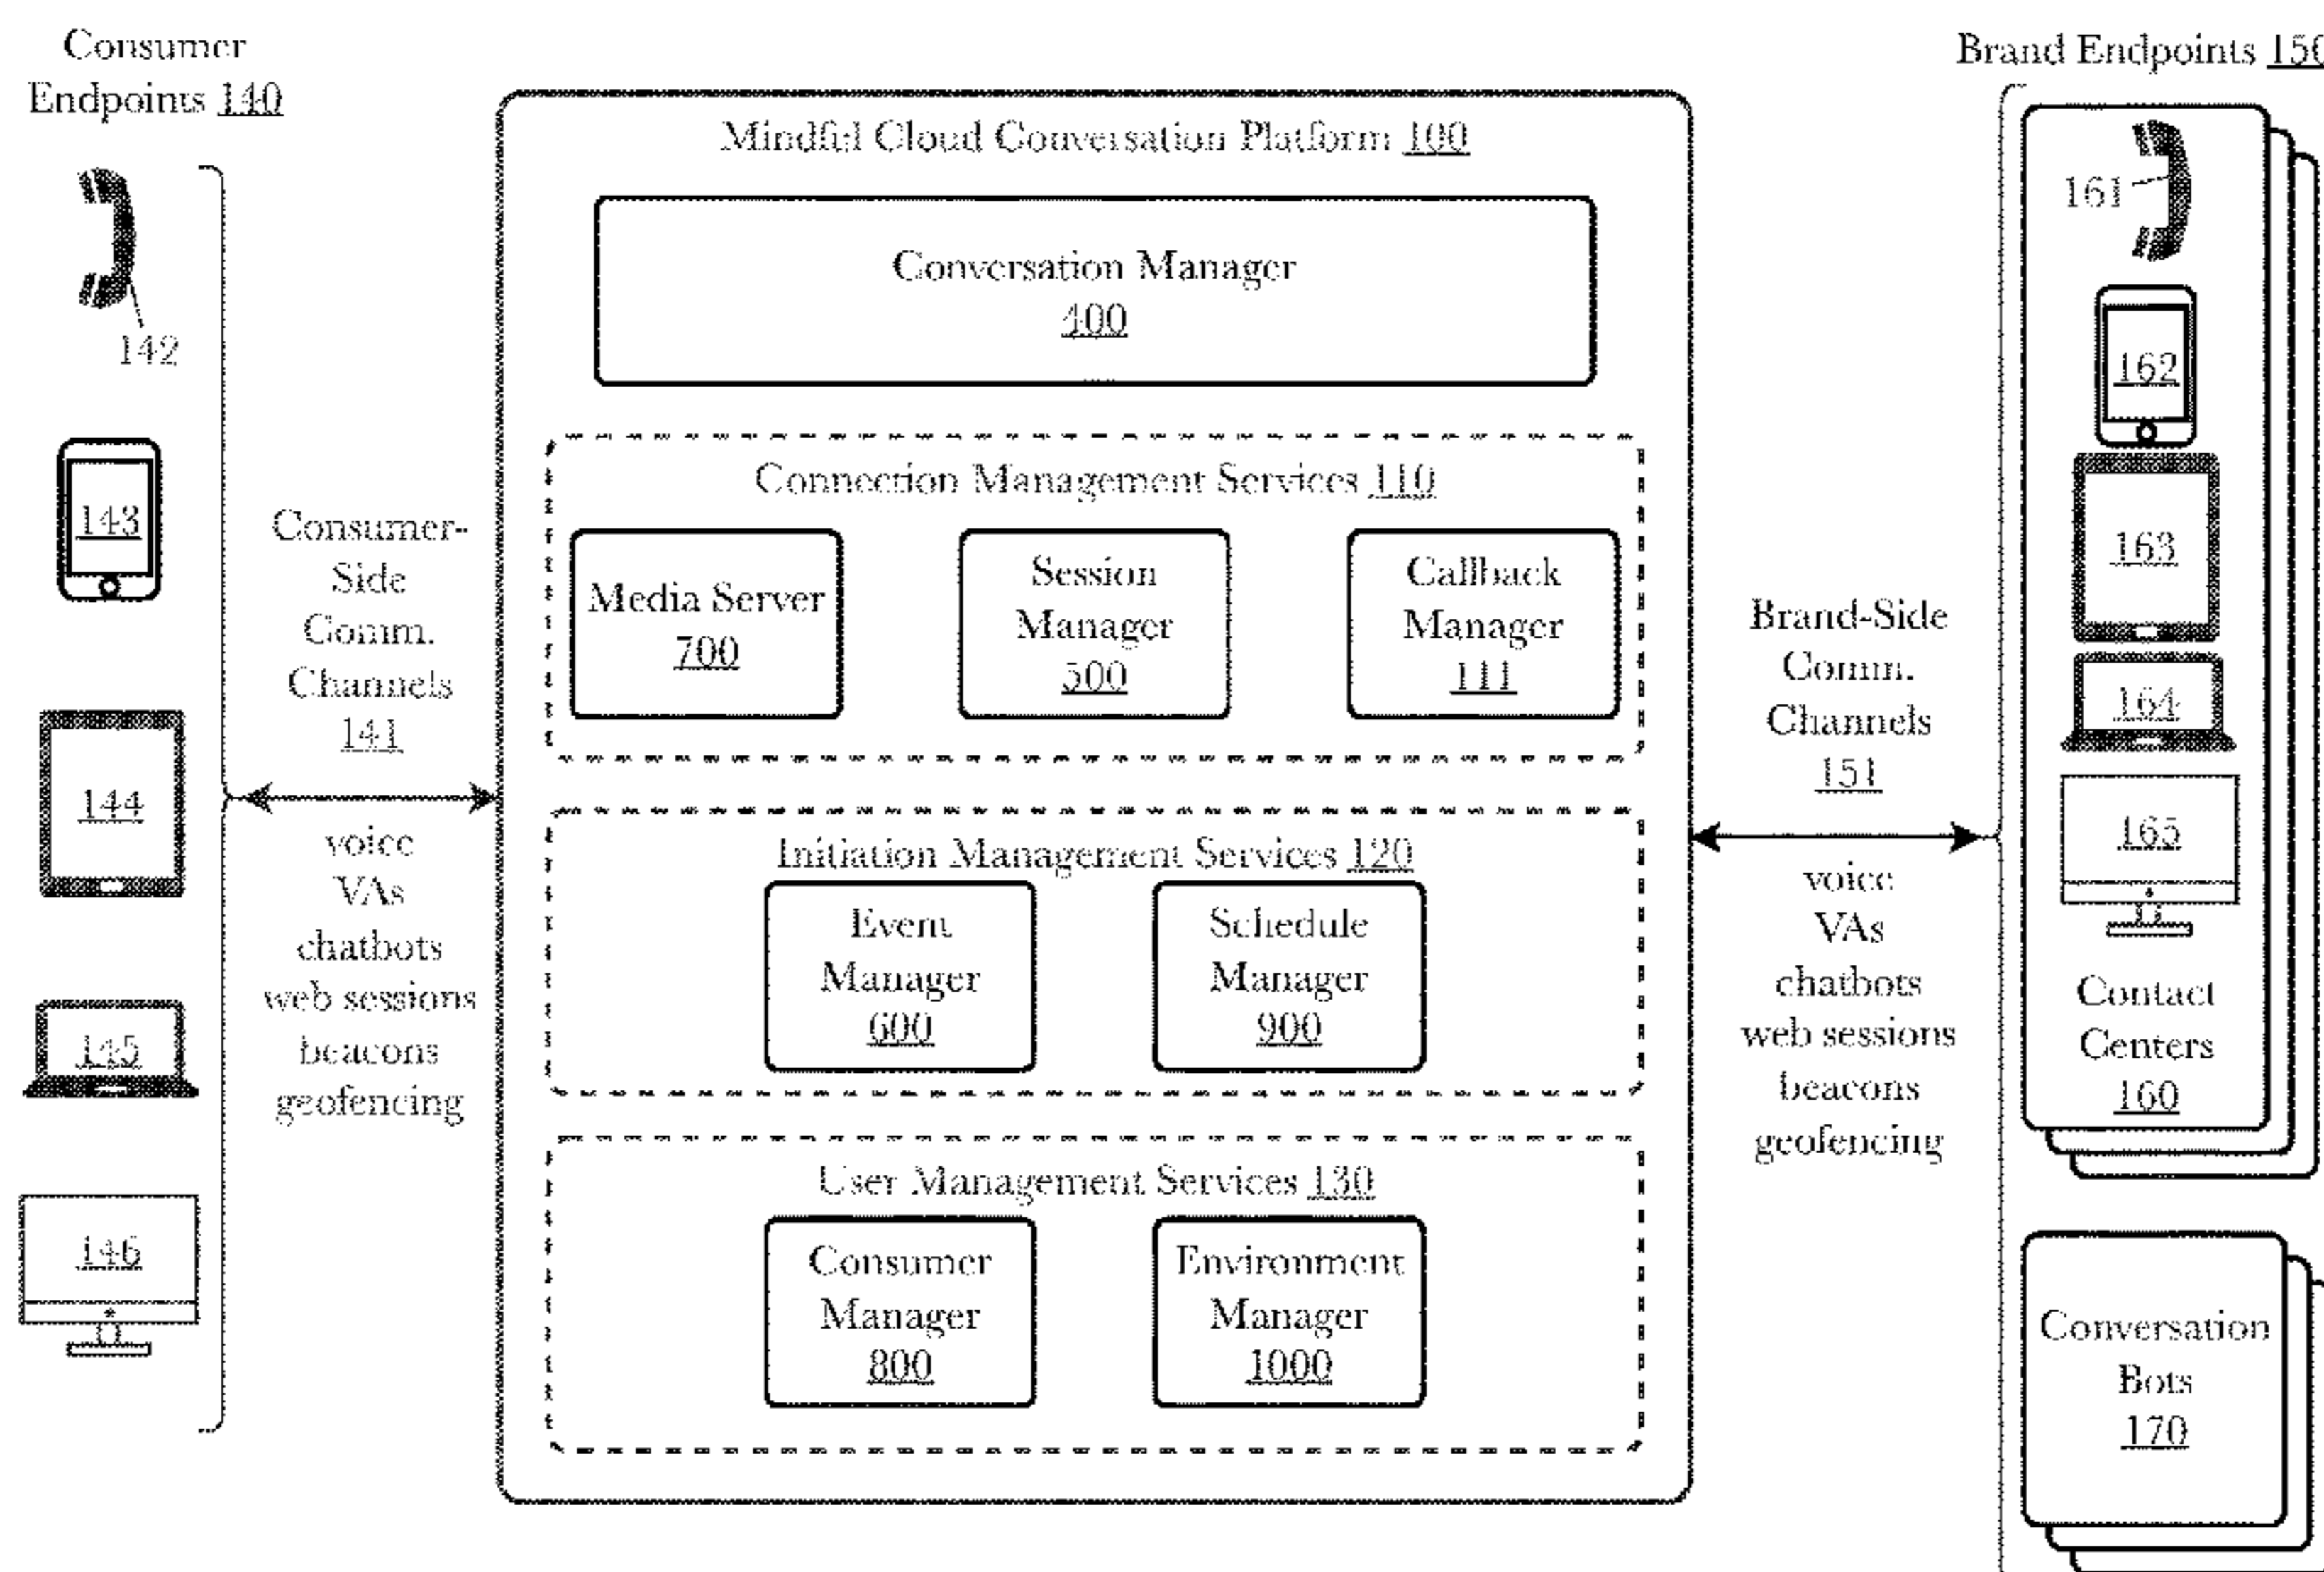 Consumer
Endpoints 140
142
143
144
145
146
Consumer-
Side
Comm.
Channels
141
voice
VAs
chatbots
web sessions
beacons
geofencing
Mindful Cloud Conversation Platform 100
Conversation Manager
400
Connection Management Services 110
Media Server
700
Session
Manager
500
Callback
Manager
111
Initiation Management Services 120
Event
Manager
600
Schedule
Manager
900
User Management Services 130
Consumer
Manager
800
Environment
Manager
1000
Brand-Side
Comm.
Channels
151
voice
VAs
chatbots
web sessions
beacons
geofencing
Brand Endpoints 150
161
162
163
164
165
Contact
Centers
160
Conversation
Bots
170